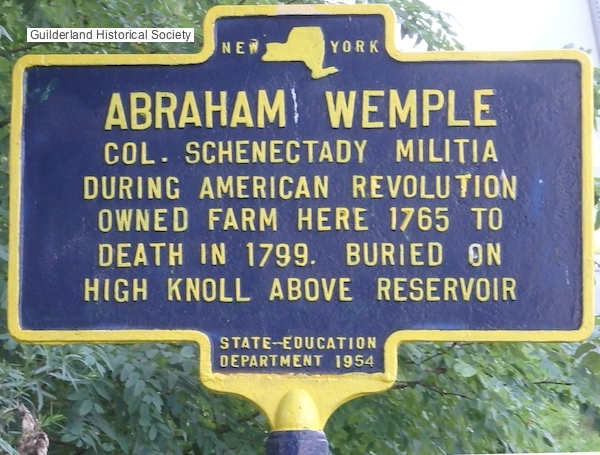 Guilderland Historical Society
NEW YORK
ABRAHAM WEMPLE
COL. SCHENECTADY MILITIA
DURING AMERICAN REVOLUTION
OWNED FARM HERE 1765 TO
DEATH IN 1799. BURIED ON
HIGH KNOLL ABOVE RESERVOIR
STATE-EDUCATION
DEPARTMENT 1954